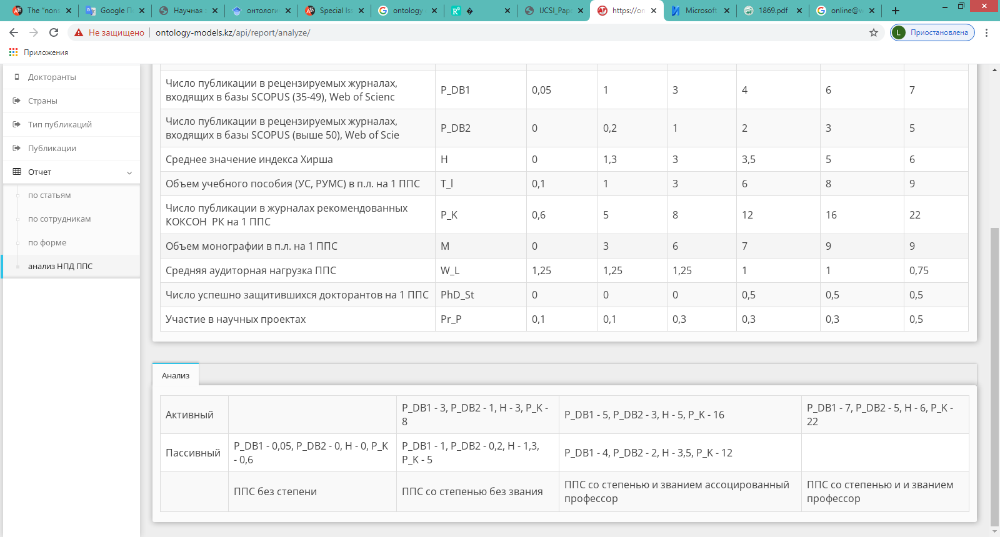 The “nons
Google П
Научная
онтологи
Special Iss
ontology
IJCSI_Pape
https://on
Microsoft
1869.pdf
online@w
Не защищено
ontology-models.kz/api/report/analyze/
L Приостановлена
Приложения
Докторанты
Страны
Тип публикаций
Публикации
Отчет
по статьям
по сотрудникам
по форме
анализ НПД ППС
Число публикации в рецензируемых журналах,
входящих в базы SCOPUS (35-49), Web of Scienc
P_DB1 0,05 1 3 4 6 7
Число публикации в рецензируемых журналах,
входящих в базы SCOPUS (выше 50), Web of Scie
P_DB2 0 0,2 1 2 3 5
Среднее значение индекса Хирша H 0 1,3 3 3,5 5 6
Объем учебного пособия (УС, РУМС) в п.л. на 1 ППС T_l 0,1 1 3 6 8 9
Число публикации в журналах рекомендованных
КОКСОН РК на 1 ППС
P_K 0,6 5 8 12 16 22
Объем монографии в п.л. на 1 ППС M 0 3 6 7 9 9
Средняя аудиторная нагрузка ППС W_L 1,25 1,25 1,25 1 1 0,75
Число успешно защитившихся докторантов на 1 ППС PhD_St 0 0 0 0,5 0,5 0,5
Участие в научных проектах Pr_P 0,1 0,1 0,3 0,3 0,3 0,5
Анализ
Активный
P_DB1 - 3, P_DB2 - 1, H - 3, P_K -
8
P_DB1 - 5, P_DB2 - 3, H - 5, P_K - 16
P_DB1 - 7, P_DB2 - 5, H - 6, P_K -
22
Пассивный
P_DB1 - 0,05, P_DB2 - 0, H - 0, P_K
- 0,6
P_DB1 - 1, P_DB2 - 0,2, H - 1,3,
P_K - 5
P_DB1 - 4, P_DB2 - 2, H - 3,5, P_K - 12
ППС без степени
ППС со степенью без звания
ППС со степенью и званием ассоцированный
профессор
ППС со степенью и и званием
профессор